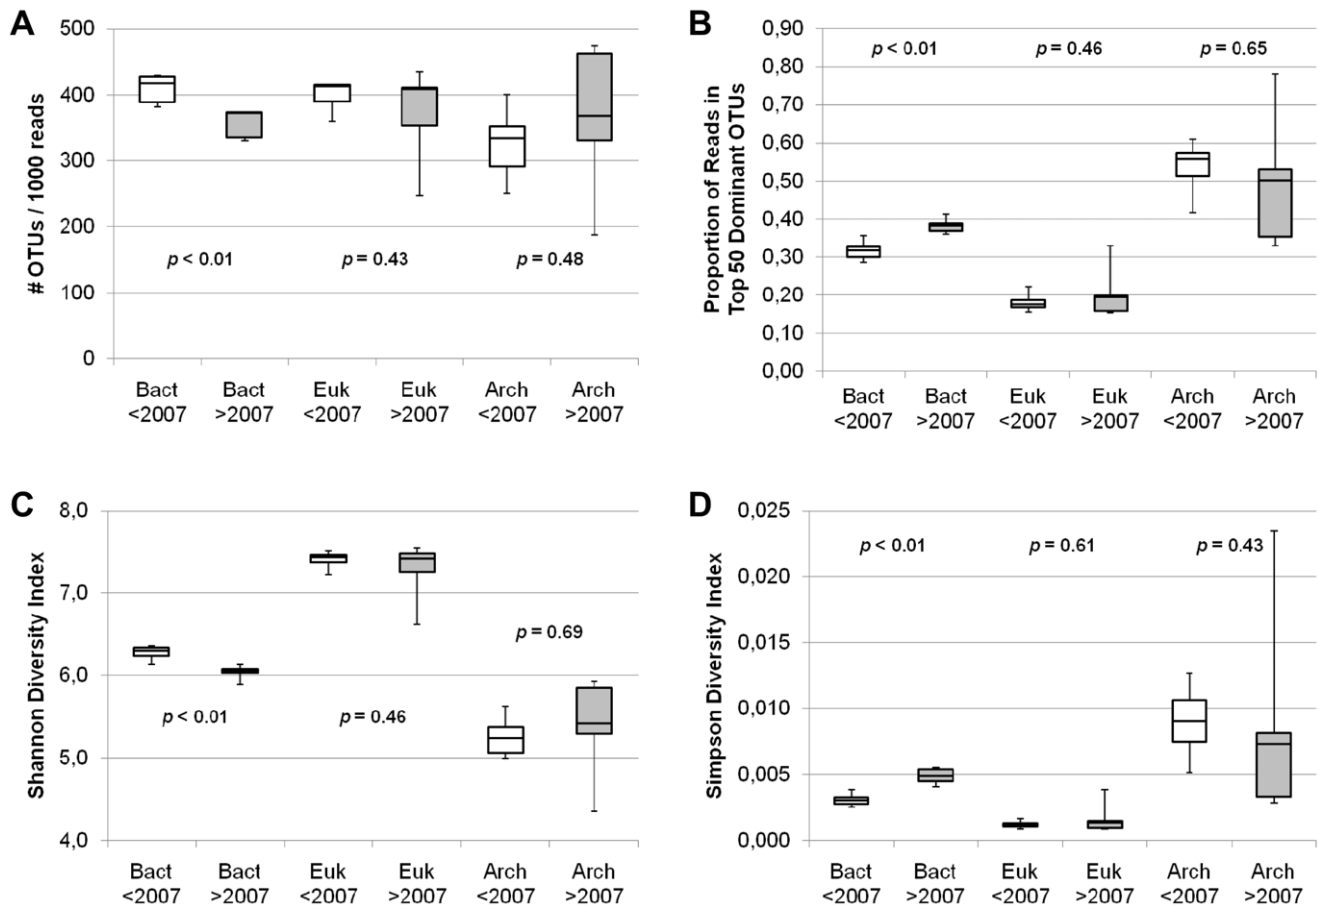 A
# OTUs / 1000 reads
500
400
300
200
100
0
p < 0.01
p = 0.43
p = 0.48
Bact
<2007
Bact
>2007
Euk
<2007
Euk
>2007
Arch
<2007
Arch
>2007
B
Proportion of Reads in
Top 50 Dominant OTUs
0,90
0,80
0,70
0,60
0,50
0,40
0,30
0,20
0,10
0,00
p < 0.01
p = 0.46
p = 0.65
Bact
<2007
Bact
>2007
Euk
<2007
Euk
>2007
Arch
<2007
Arch
>2007
C
Shannon Diversity Index
8,0
7,0
6,0
5,0
4,0
p < 0.01
p = 0.46
p = 0.69
Bact
<2007
Bact
>2007
Euk
<2007
Euk
>2007
Arch
<2007
Arch
>2007
D
Simpson Diversity Index
0,025
0,020
0,015
0,010
0,005
0,000
p < 0.01
p = 0.61
p = 0.43
Bact
<2007
Bact
>2007
Euk
<2007
Euk
>2007
Arch
<2007
Arch
>2007